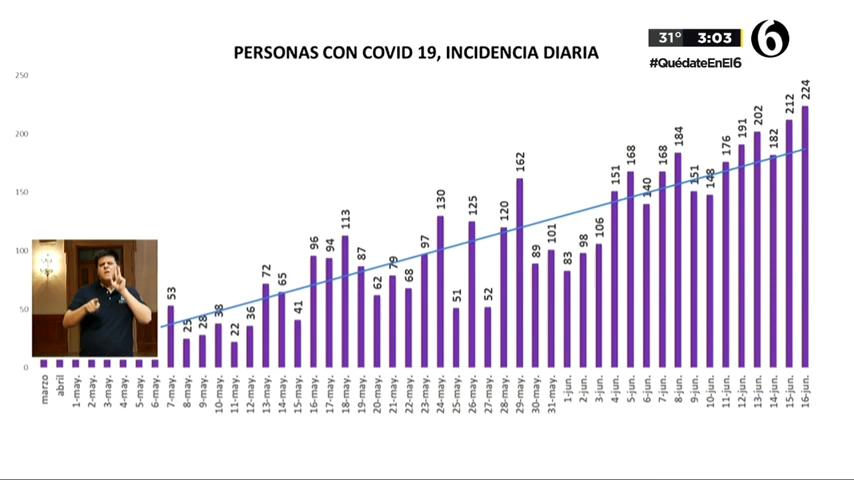 31° 3:03 6
#QuédateEnEl6
PERSONAS CON COVID 19, INCIDENCIA DIARIA
250
200
150
100
50
0
53 25 28 38 22 36 72 65 41 96 94 113 87 62 79 68 97 130 51 125 52 120 162 89 101 83 98 106 151 168 140 168 184 151 148 176 191 202 182 212 224
marzo abril 1-may. 2-may. 3-may. 4-may. 5-may. 6-may. 7-may. 8-may. 9-may. 10-may. 11-may. 12-may. 13-may. 14-may. 15-may. 16-may. 17-may. 18-may. 19-may. 20-may. 21-may. 22-may. 23-may. 24-may. 25-may. 26-may. 27-may. 28-may. 29-may. 30-may. 31-may. 1-jun. 2-jun. 3-jun. 4-jun. 5-jun. 6-jun. 7-jun. 8-jun. 9-jun. 10-jun. 11-jun. 12-jun. 13-jun. 14-jun. 15-jun. 16-jun.